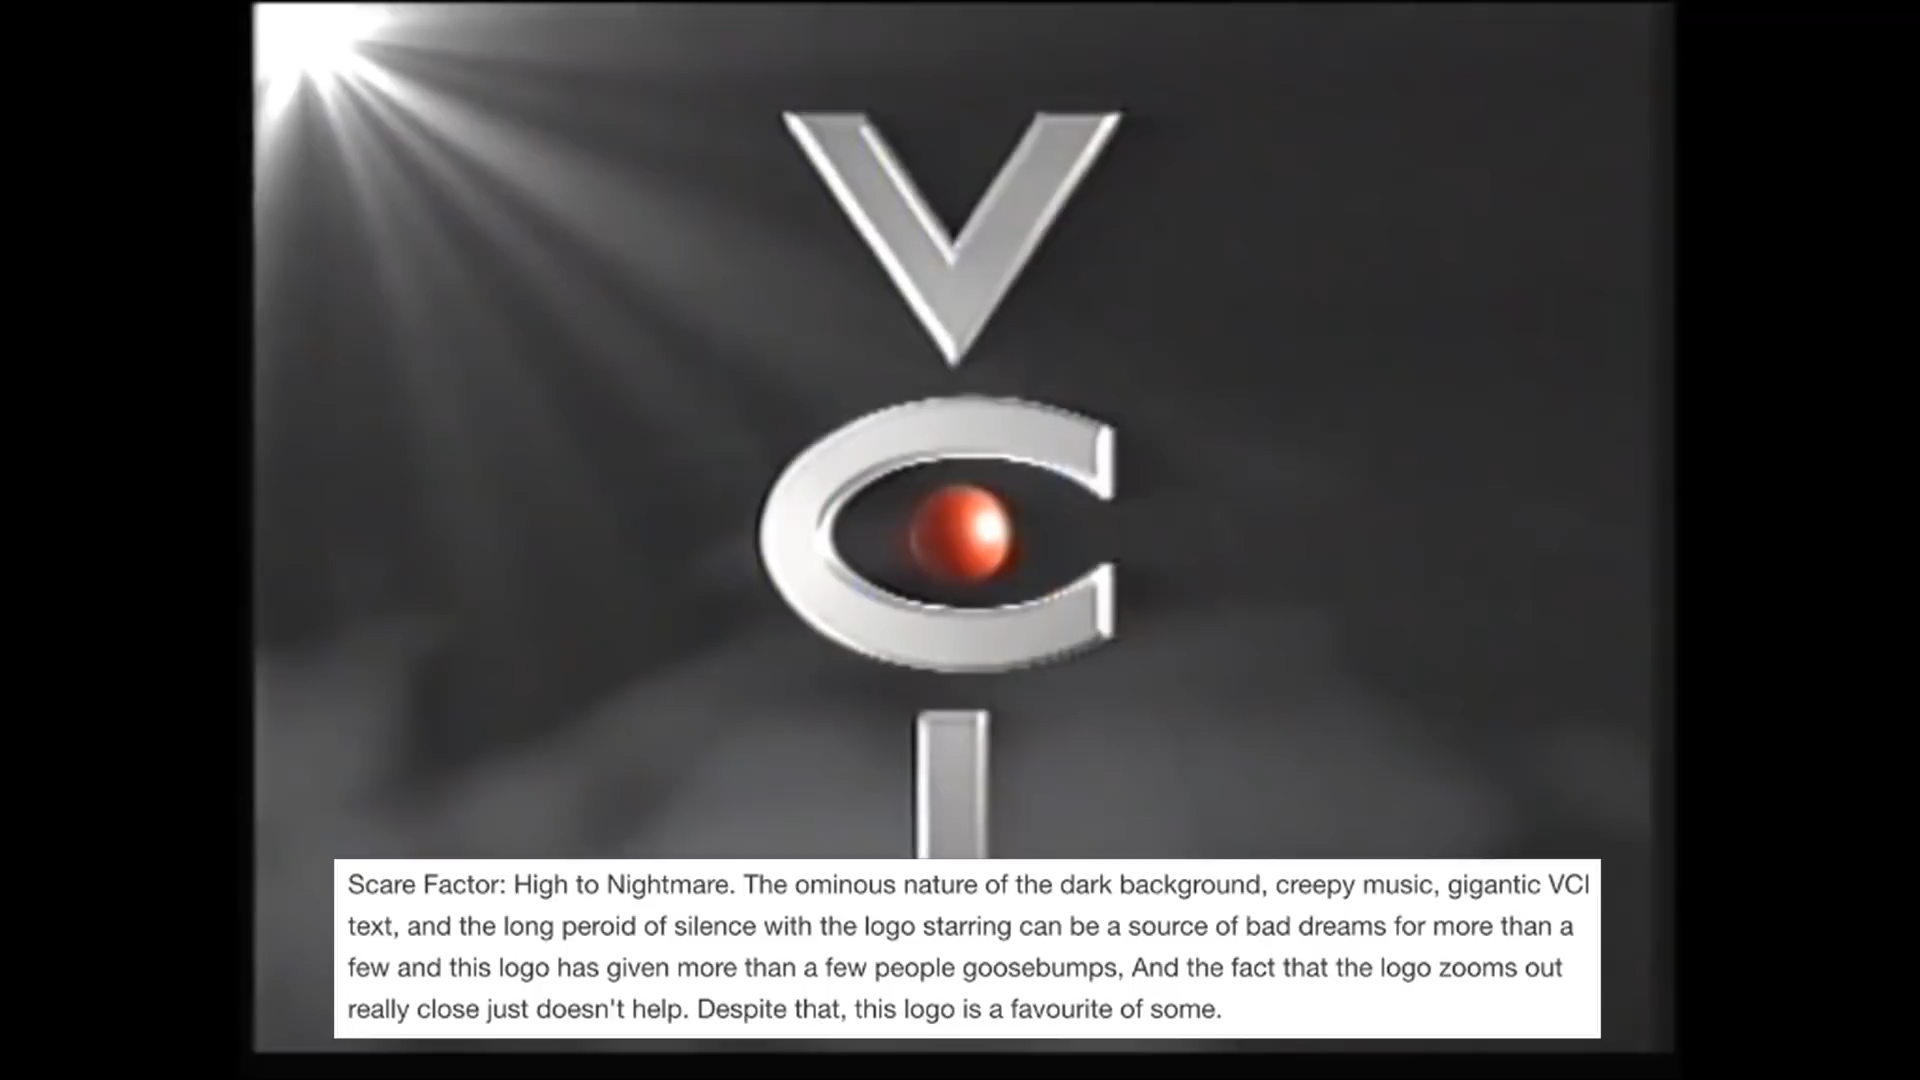 V
C
I
Scare Factor: High to Nightmare. The ominous nature of the dark background, creepy music, gigantic VCI
text, and the long peroid of silence with the logo starring can be a source of bad dreams for more than a
few and this logo has given more than a few people goosebumps, And the fact that the logo zooms out
really close just doesn't help. Despite that, this logo is a favourite of some.